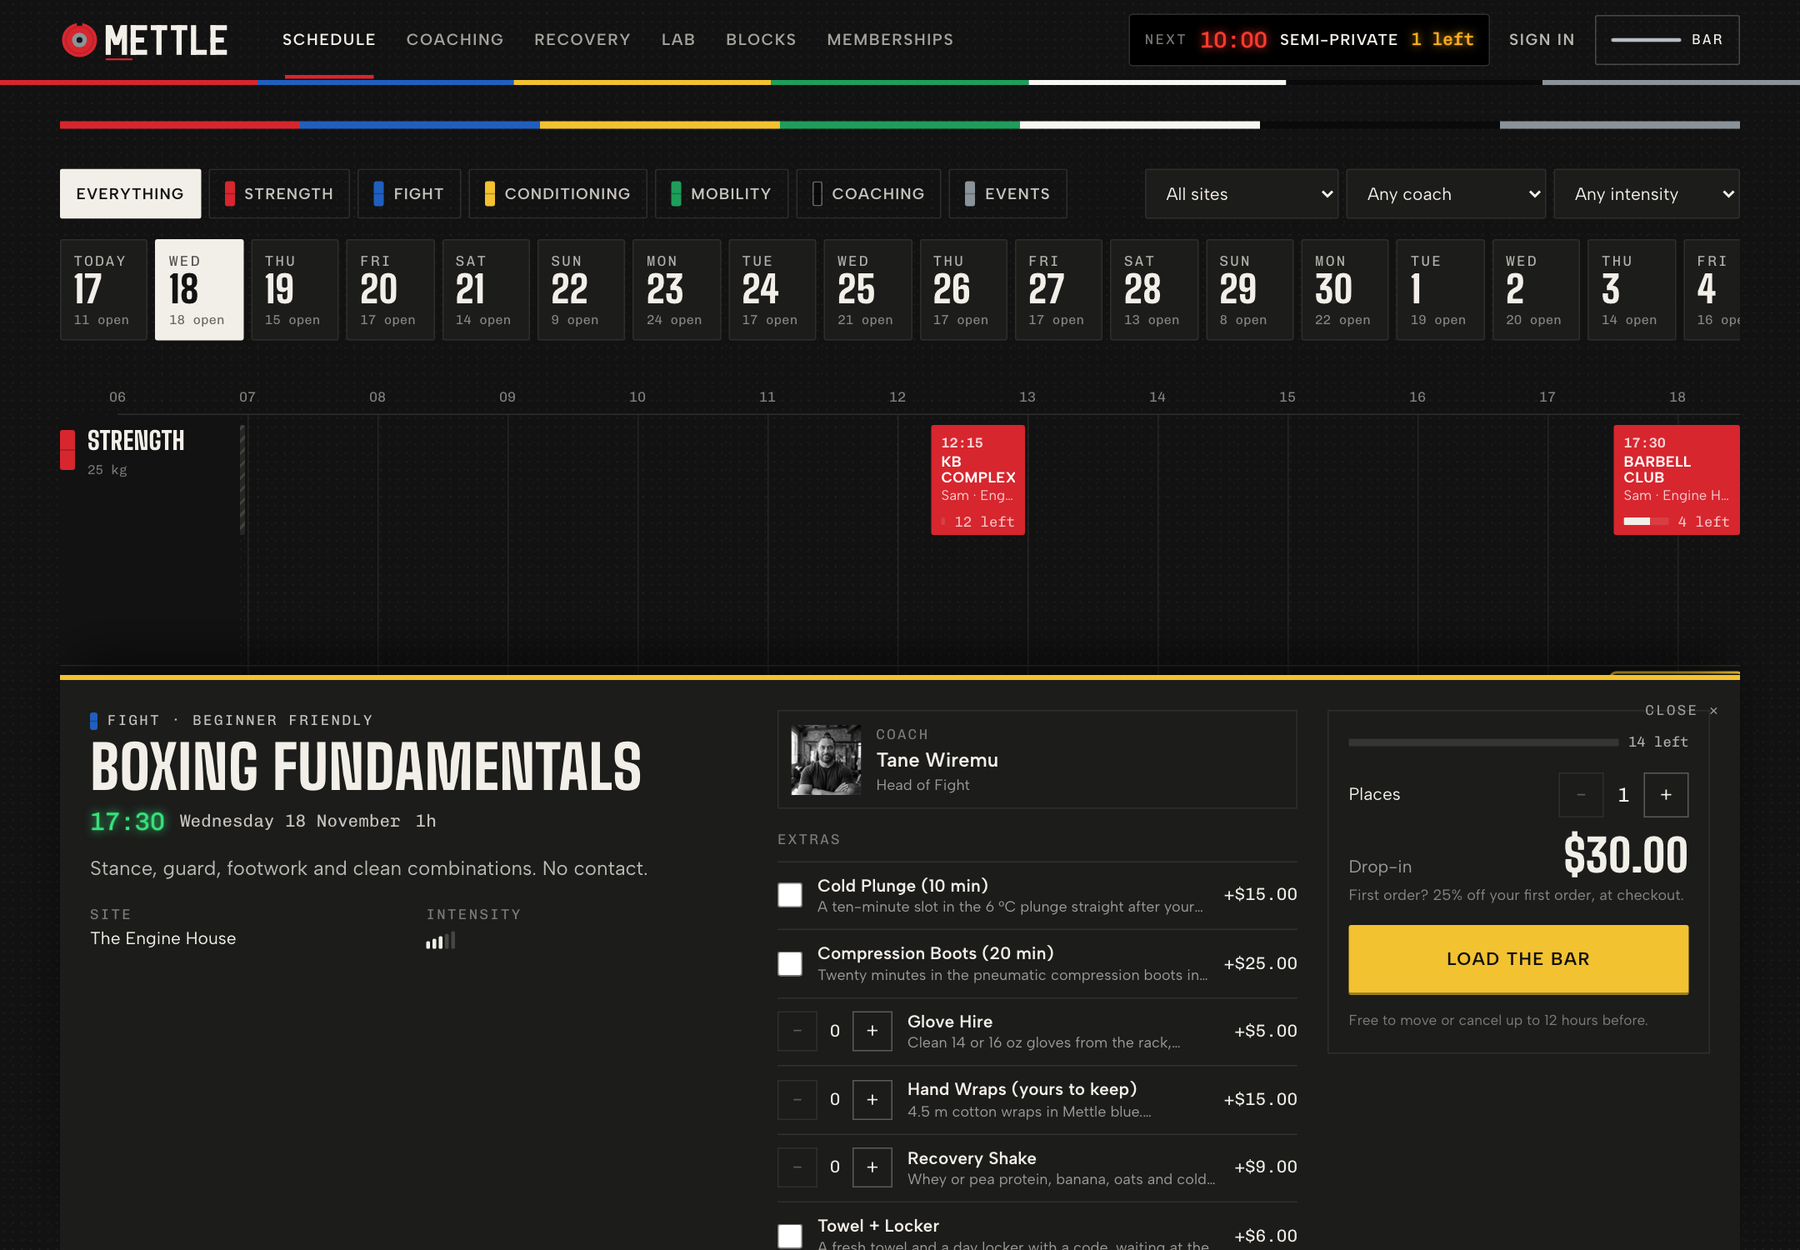 METTLE
SCHEDULE COACHING RECOVERY LAB BLOCKS MEMBERSHIPS
NEXT 10:00 SEMI-PRIVATE 1 left
SIGN IN
BAR
EVERYTHING STRENGTH FIGHT CONDITIONING MOBILITY COACHING EVENTS
All sites Any coach Any intensity
TODAY WED THU FRI SAT SUN MON TUE WED THU FRI SAT SUN MON TUE WED THU FRI
17 18 19 20 21 22 23 24 25 26 27 28 29 30 1 2 3 4
11 open 18 open 15 open 17 open 14 open 9 open 24 open 17 open 21 open 17 open 17 open 13 open 8 open 22 open 19 open 20 open 14 open 16 ope
06 07 08 09 10 11 12 13 14 15 16 17 18
STRENGTH
25 kg
12:15
KB
COMPLEX
Sam · Eng...
12 left
17:30
BARBELL
CLUB
Sam · Engine H...
4 left
CLOSE ×
FIGHT · BEGINNER FRIENDLY
BOXING FUNDAMENTALS
17:30 Wednesday 18 November 1h
Stance, guard, footwork and clean combinations. No contact.
SITE
The Engine House
INTENSITY
COACH
Tane Wiremu
Head of Fight
EXTRAS
Cold Plunge (10 min)
A ten-minute slot in the 6 °C plunge straight after your...
+$15.00
Compression Boots (20 min)
Twenty minutes in the pneumatic compression boots in...
+$25.00
− 0 +
Glove Hire
Clean 14 or 16 oz gloves from the rack,...
+$5.00
− 0 +
Hand Wraps (yours to keep)
4.5 m cotton wraps in Mettle blue....
+$15.00
− 0 +
Recovery Shake
Whey or pea protein, banana, oats and cold...
+$9.00
Towel + Locker
A fresh towel and a day locker with a code, waiting at the
+$6.00
14 left
Places − 1 +
Drop-in $30.00
First order? 25% off your first order, at checkout.
LOAD THE BAR
Free to move or cancel up to 12 hours before.